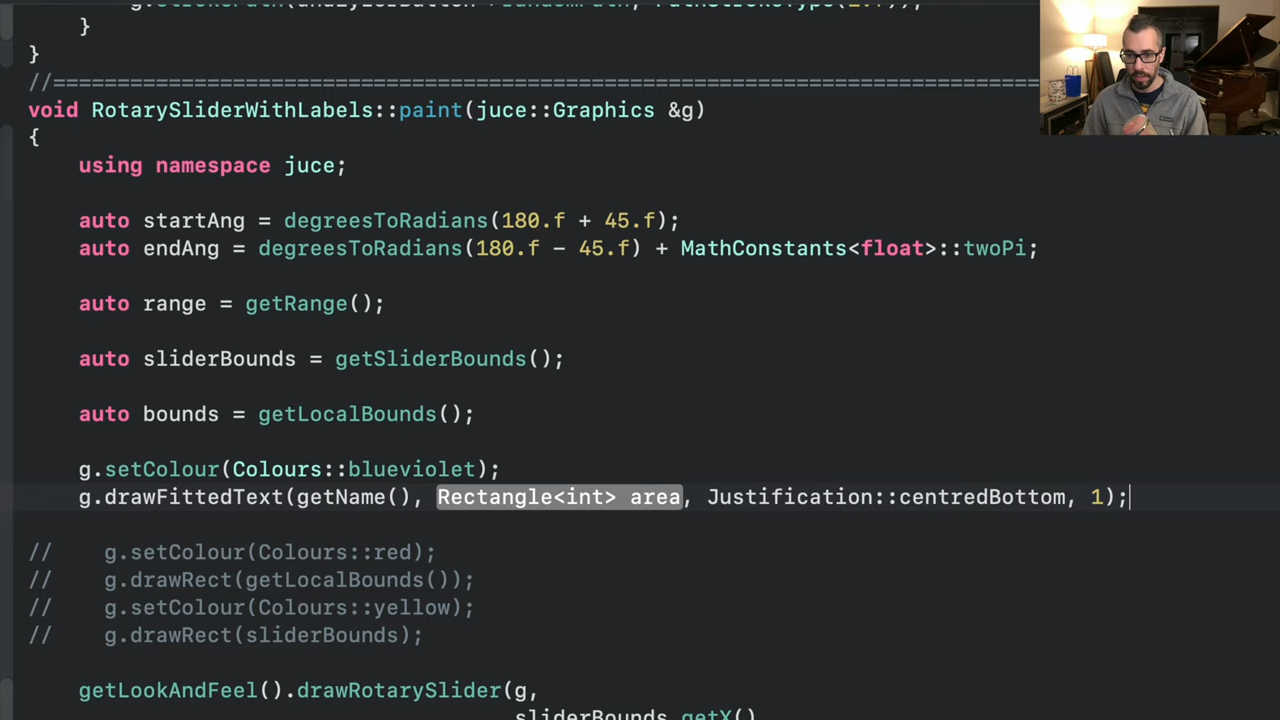 }
}
//=============================================================================
void RotarySliderWithLabels::paint(juce::Graphics &g)
{
using namespace juce;
auto startAng = degreesToRadians(180.f + 45.f);
auto endAng = degreesToRadians(180.f - 45.f) + MathConstants<float>::twoPi;
auto range = getRange();
auto sliderBounds = getSliderBounds();
auto bounds = getLocalBounds();
g.setColour(Colours::blueviolet);
g.drawFittedText(getName(), Rectangle<int> area, Justification::centredBottom, 1);
// g.setColour(Colours::red);
// g.drawRect(getLocalBounds());
// g.setColour(Colours::yellow);
// g.drawRect(sliderBounds);
getLookAndFeel().drawRotarySlider(g,
sliderBounds.getX()